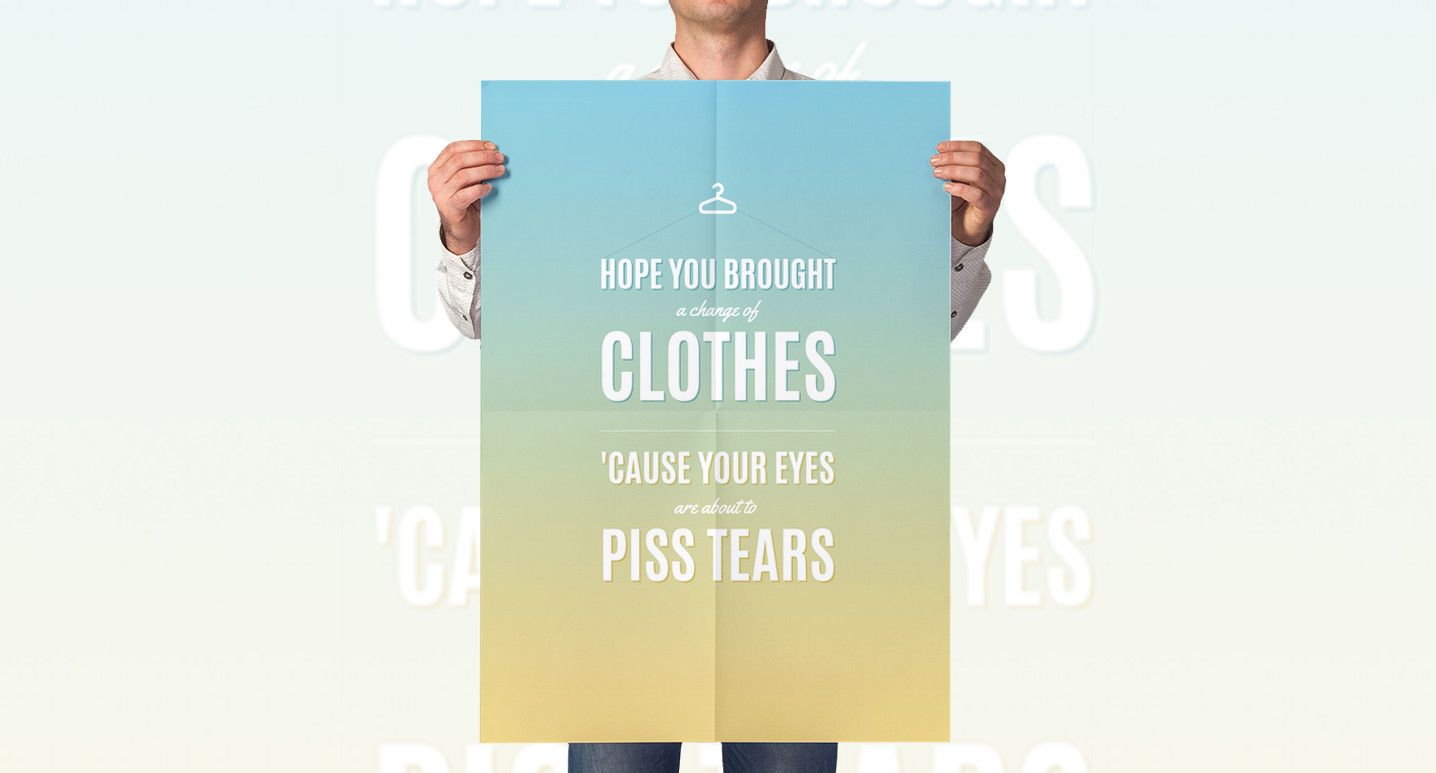 HOPE YOU BROUGHT
a change of
CLOTHES
'CAUSE YOUR EYES
are about to
PISS TEARS